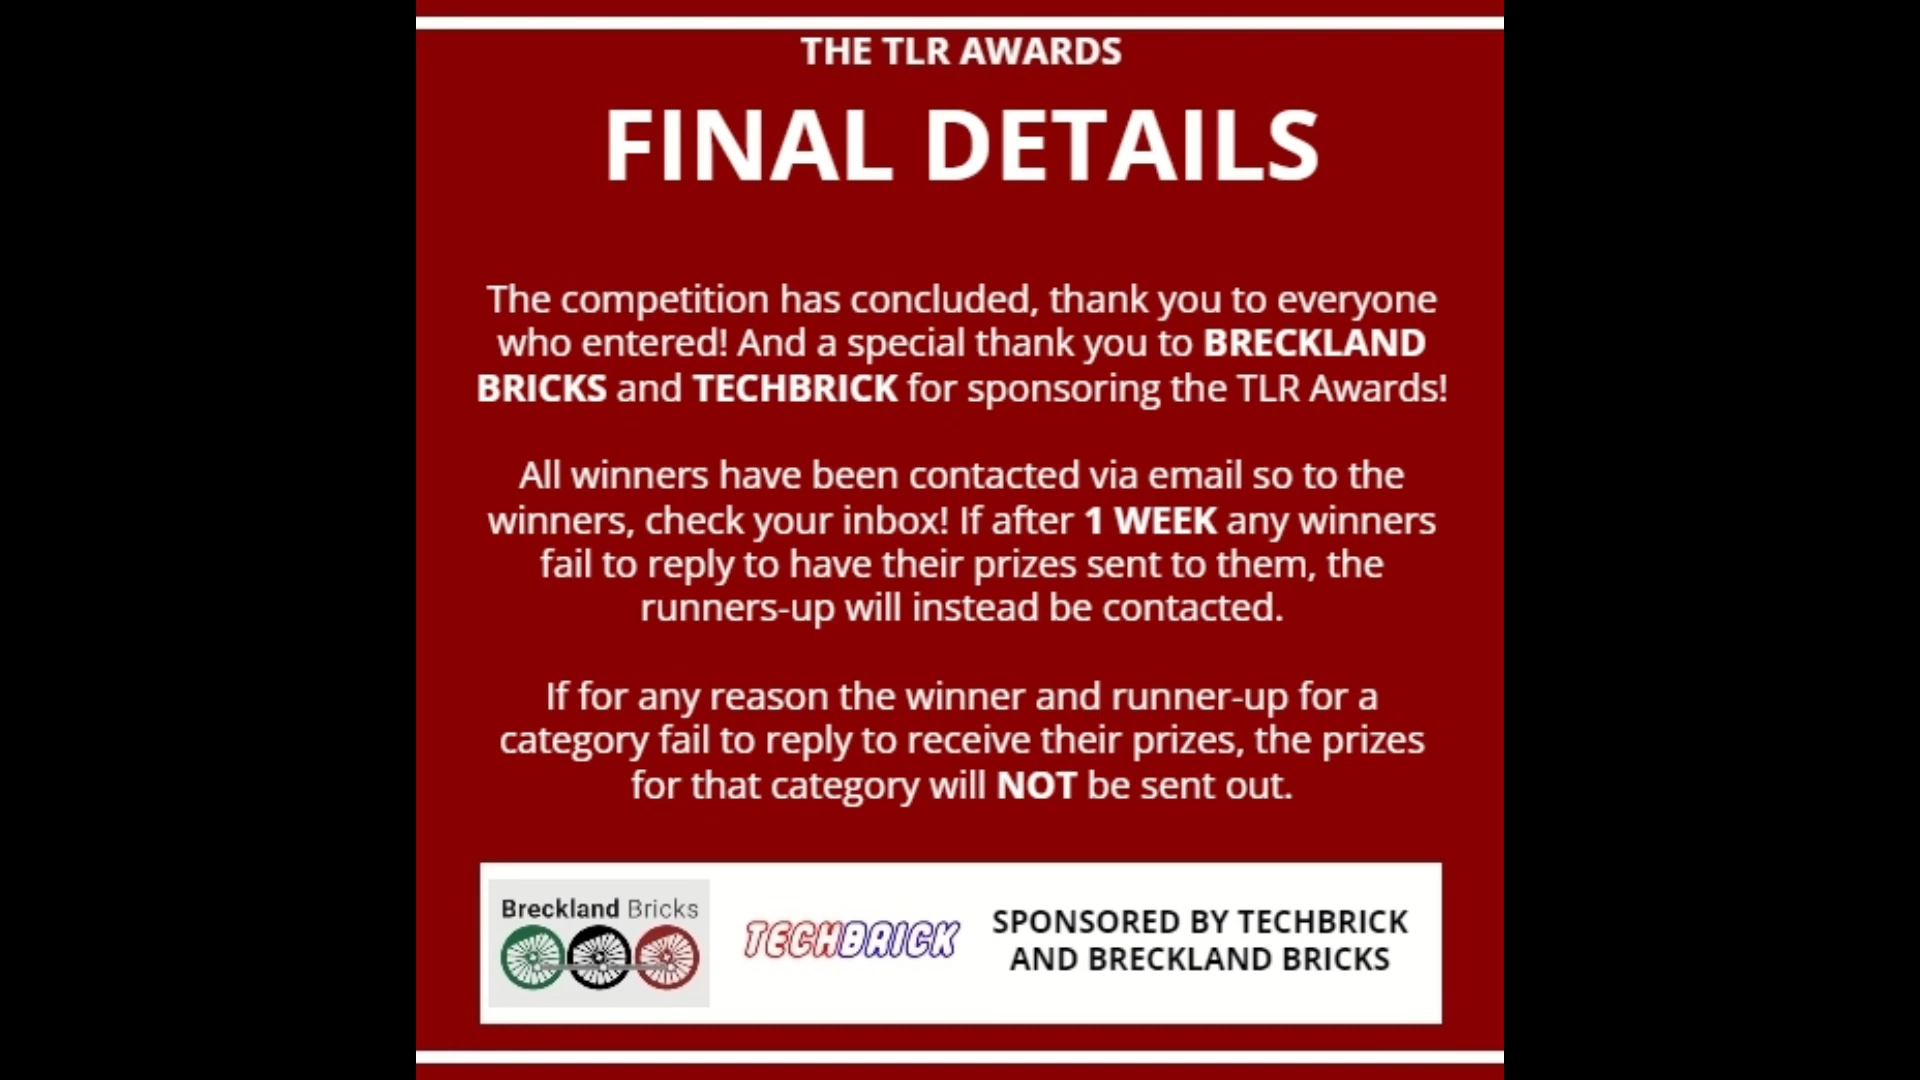 THE TLR AWARDS
FINAL DETAILS
The competition has concluded, thank you to everyone
who entered! And a special thank you to BRECKLAND
BRICKS and TECHBRICK for sponsoring the TLR Awards!
All winners have been contacted via email so to the
winners, check your inbox! If after 1 WEEK any winners
fail to reply to have their prizes sent to them, the
runners-up will instead be contacted.
If for any reason the winner and runner-up for a
category fail to reply to receive their prizes, the prizes
for that category will NOT be sent out.
Breckland Bricks
TECHBRICK
SPONSORED BY TECHBRICK
AND BRECKLAND BRICKS